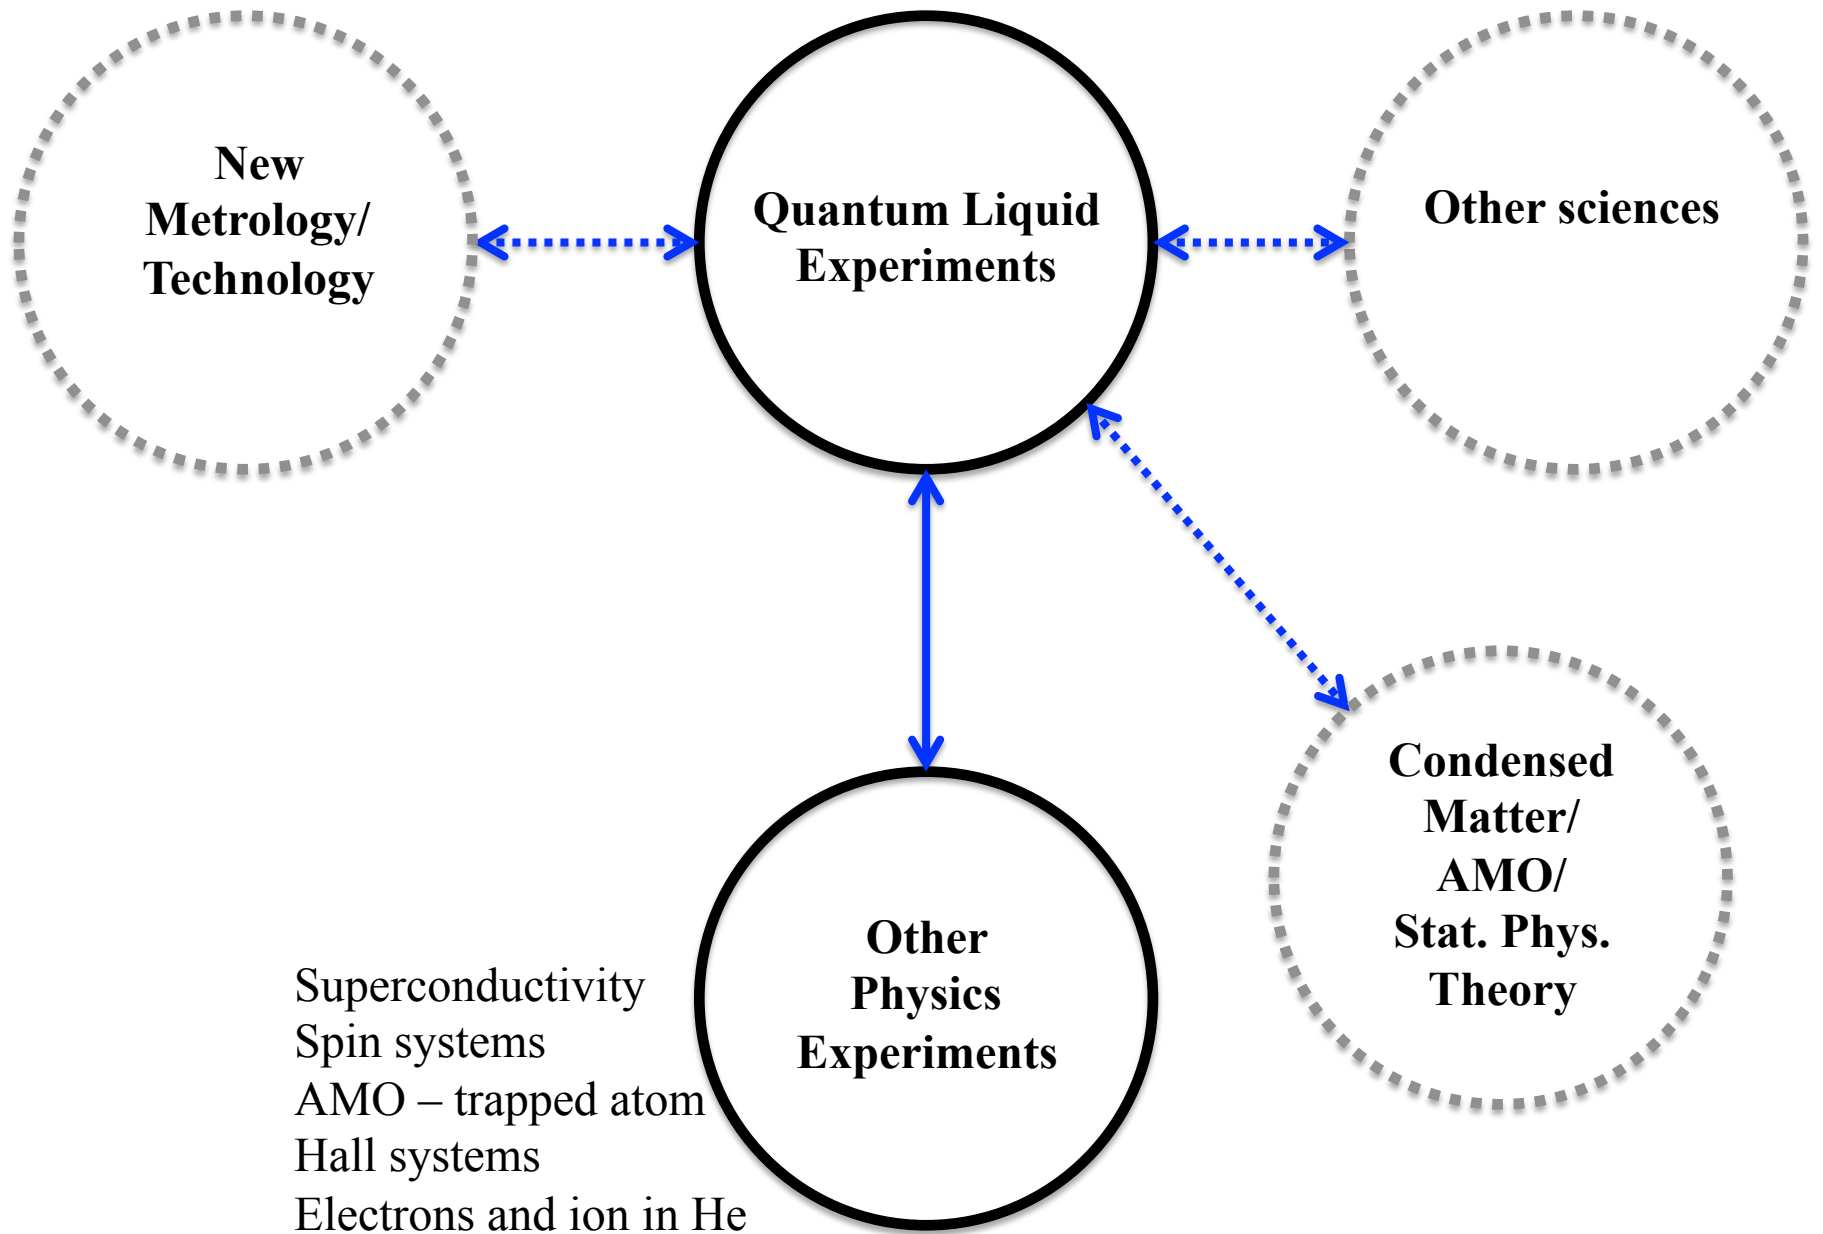 New
Metrology/
Technology
Quantum Liquid
Experiments
Other sciences
Condensed
Matter/
AMO/
Stat. Phys.
Theory
Other
Physics
Experiments
Superconductivity
Spin systems
AMO – trapped atom
Hall systems
Electrons and ion in He